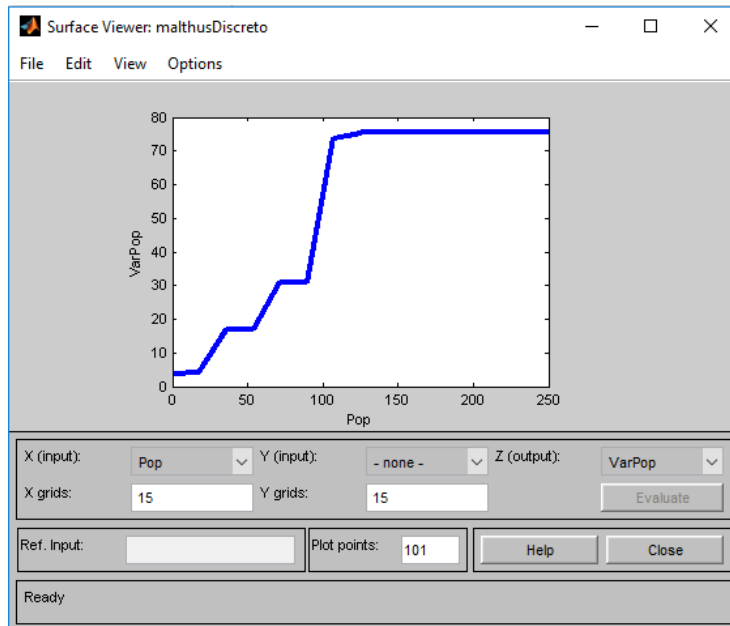 Surface Viewer: malthusDiscreto
File Edit View Options
80
70
60
50
40
30
20
10
0
VarPop
0 50 100 150 200 250
Pop
X (input): Pop Y (input): - none - Z (output): VarPop
X grids: 15 Y grids: 15 Evaluate
Ref. Input: Plot points: 101 Help Close
Ready